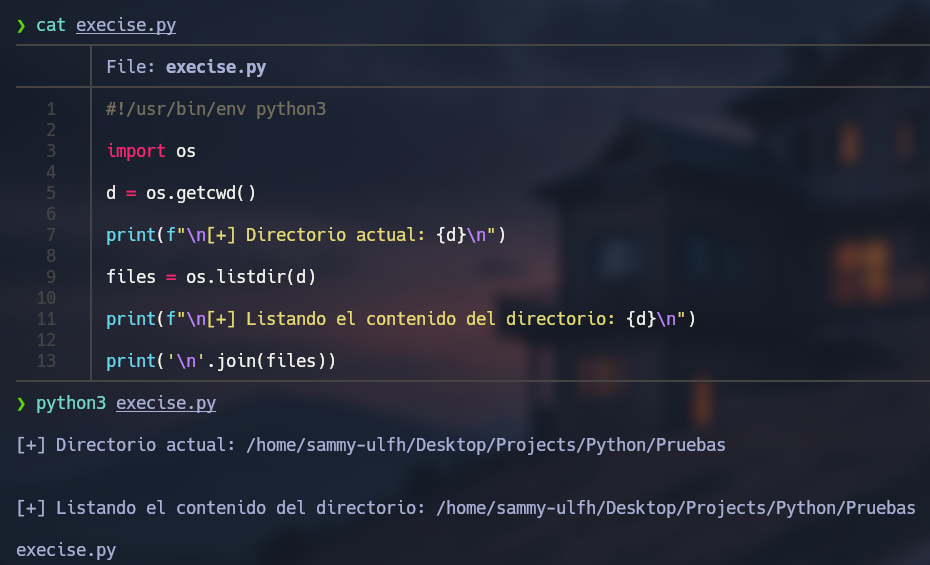 ❯ cat execise.py
File: execise.py
1 #!/usr/bin/env python3
2
3 import os
4
5 d = os.getcwd()
6
7 print(f"\n[+] Directorio actual: {d}\n")
8
9 files = os.listdir(d)
10
11 print(f"\n[+] Listando el contenido del directorio: {d}\n")
12
13 print('\n'.join(files))
❯ python3 execise.py
[+] Directorio actual: /home/sammy-ulfh/Desktop/Projects/Python/Pruebas
[+] Listando el contenido del directorio: /home/sammy-ulfh/Desktop/Projects/Python/Pruebas
execise.py